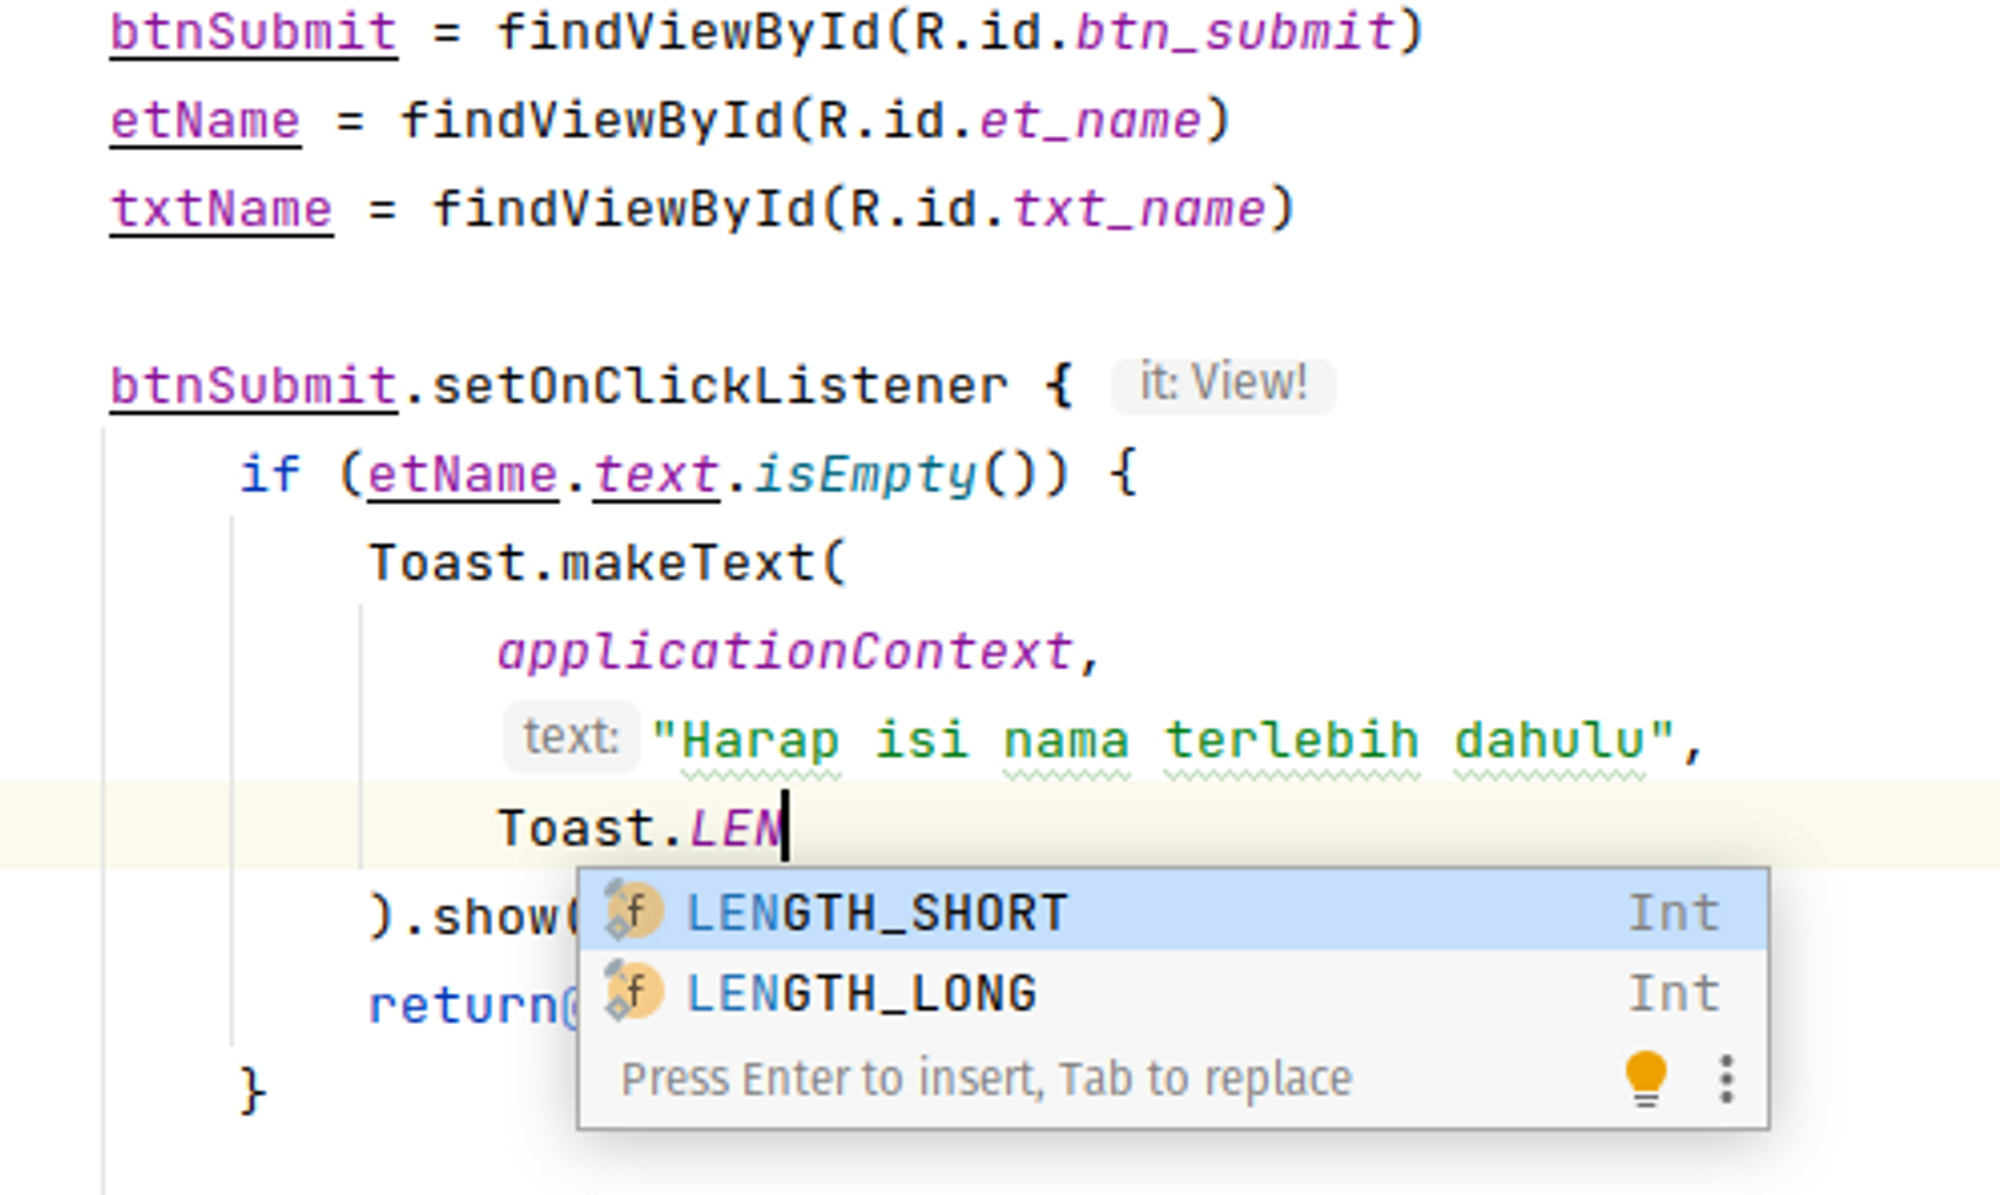 btnSubmit = findViewById(R.id.btn_submit)
etName = findViewById(R.id.et_name)
txtName = findViewById(R.id.txt_name)
btnSubmit.setOnClickListener { it: View!
if (etName.text.isEmpty()) {
Toast.makeText(
applicationContext,
text: "Harap isi nama terlebih dahulu",
Toast.LEN
).show(
LENGTH_SHORT Int
return@
LENGTH_LONG Int
Press Enter to insert, Tab to replace
}